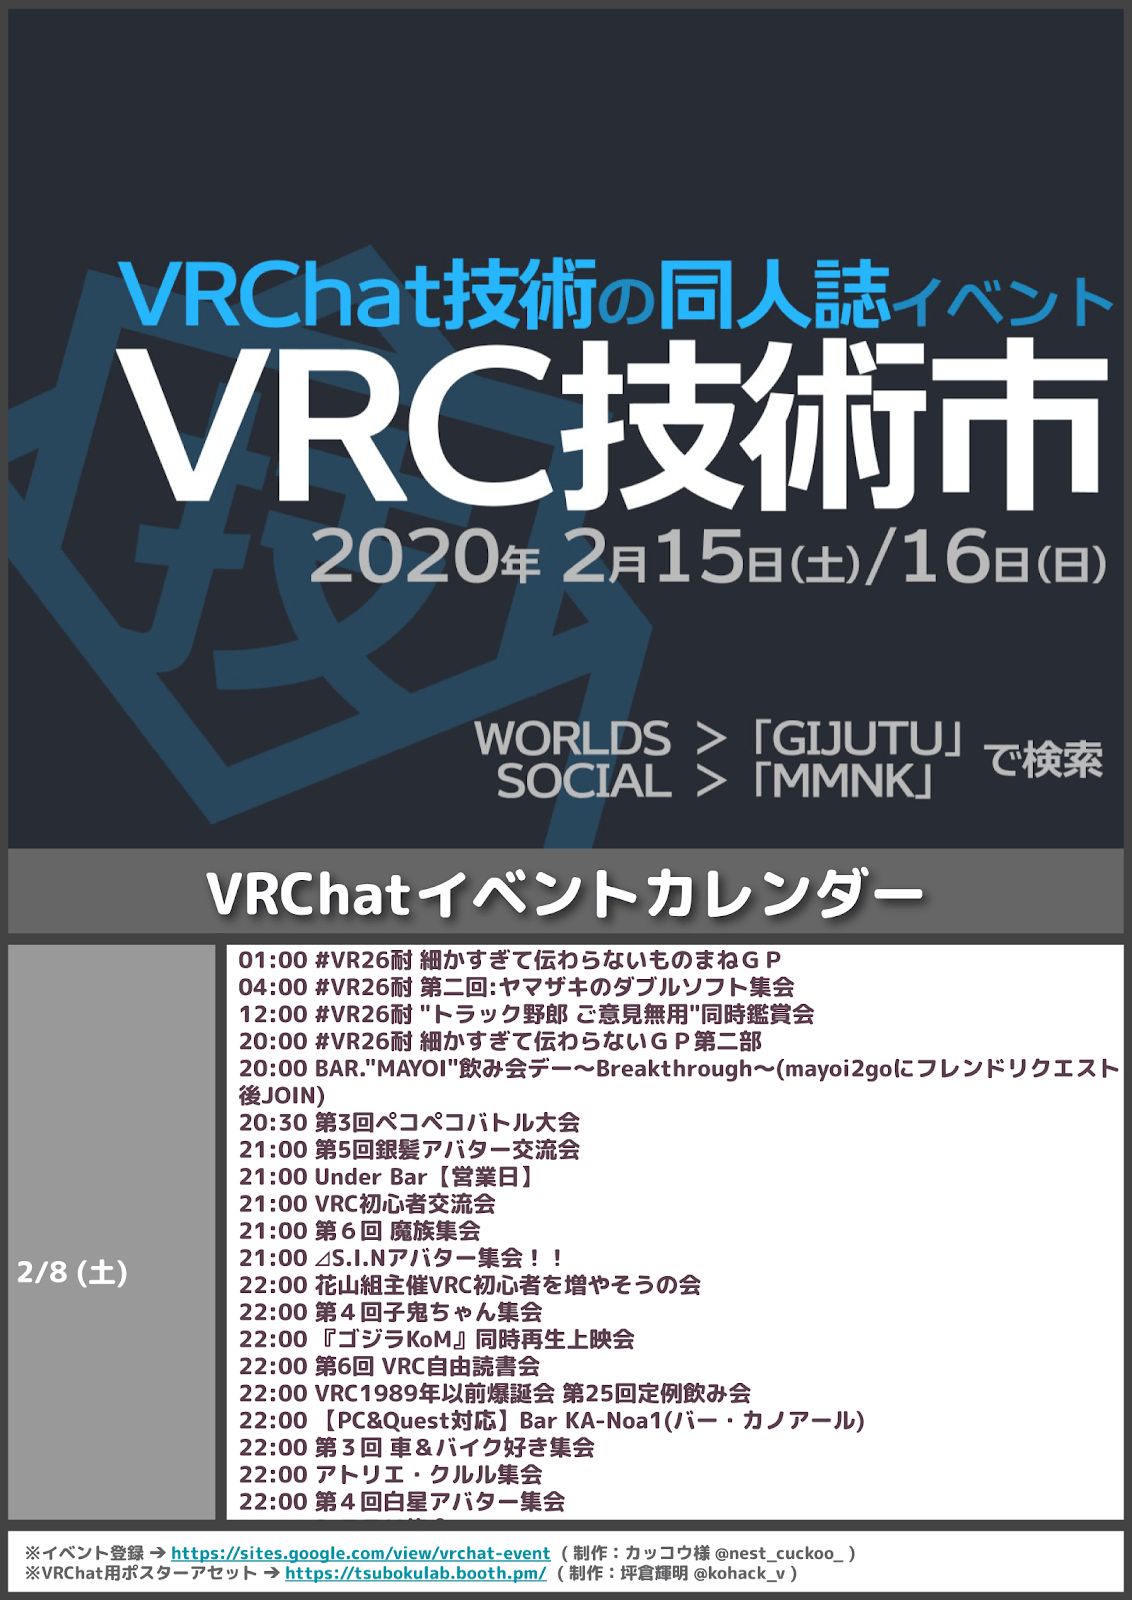 VRChat技術の同人誌イベント
VRC技術市
2020年 2月15日(土)/16日(日)
WORLDS >「GIJUTU」
SOCIAL >「MMNK」
で検索
技
VRChatイベントカレンダー
2/8 (土)
01:00 #VR26耐 細かすぎて伝わらないものまねＧＰ
04:00 #VR26耐 第二回:ヤマザキのダブルソフト集会
12:00 #VR26耐 "トラック野郎 ご意見無用"同時鑑賞会
20:00 #VR26耐 細かすぎて伝わらないＧＰ第二部
20:00 BAR."MAYOI"飲み会デー～Breakthrough～(mayoi2goにフレンドリクエスト
後JOIN)
20:30 第3回ペコペコバトル大会
21:00 第5回銀髪アバター交流会
21:00 Under Bar【営業日】
21:00 VRC初心者交流会
21:00 第６回 魔族集会
21:00 ⊿S.I.Nアバター集会！！
22:00 花山組主催VRC初心者を増やそうの会
22:00 第４回子鬼ちゃん集会
22:00 『ゴジラKoM』同時再生上映会
22:00 第6回 VRC自由読書会
22:00 VRC1989年以前爆誕会 第25回定例飲み会
22:00 【PC&Quest対応】Bar KA-Noa1(バー・カノアール)
22:00 第３回 車＆バイク好き集会
22:00 アトリエ・クルル集会
22:00 第４回白星アバター集会
※イベント登録 → https://sites.google.com/view/vrchat-event ( 制作：カッコウ様 @nest_cuckoo_ )
※VRChat用ポスターアセット → https://tsubokulab.booth.pm/ ( 制作：坪倉輝明 @kohack_v )